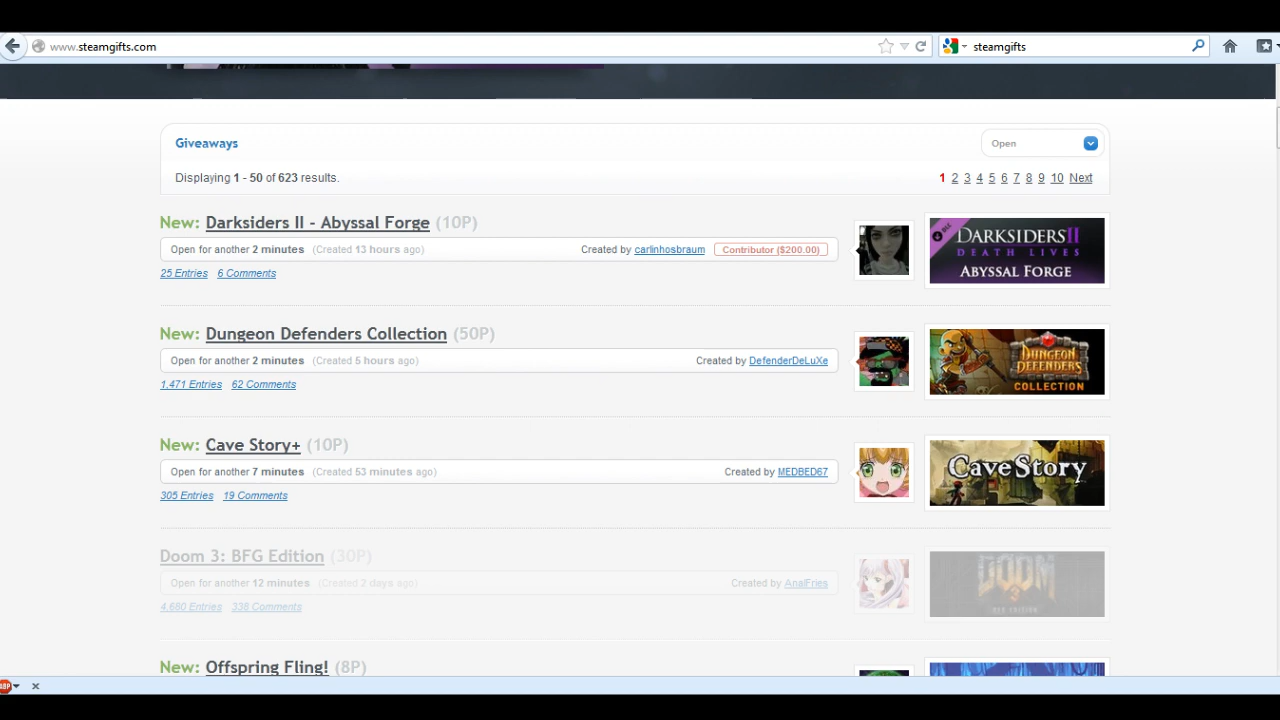 www.steamgifts.com
steamgifts
Giveaways
Open
Displaying 1 - 50 of 623 results.
1 2 3 4 5 6 7 8 9 10 Next
New: Darksiders II - Abyssal Forge (10P)
Open for another 2 minutes (Created 13 hours ago)
Created by carlinhosbraum Contributor ($200.00)
25 Entries 6 Comments
DARKSIDERS II
DEATH LIVES
ABYSSAL FORGE
New: Dungeon Defenders Collection (50P)
Open for another 2 minutes (Created 5 hours ago)
Created by DefenderDeLuXe
1,471 Entries 62 Comments
DUNGEON
DEFENDERS
COLLECTION
New: Cave Story+ (10P)
Open for another 7 minutes (Created 53 minutes ago)
Created by MEDBED67
305 Entries 19 Comments
Cave Story
Doom 3: BFG Edition (30P)
Open for another 12 minutes (Created 2 days ago)
Created by AnalFries
4,680 Entries 338 Comments
DOOM
3
BFG EDITION
New: Offspring Fling! (8P)
ABP